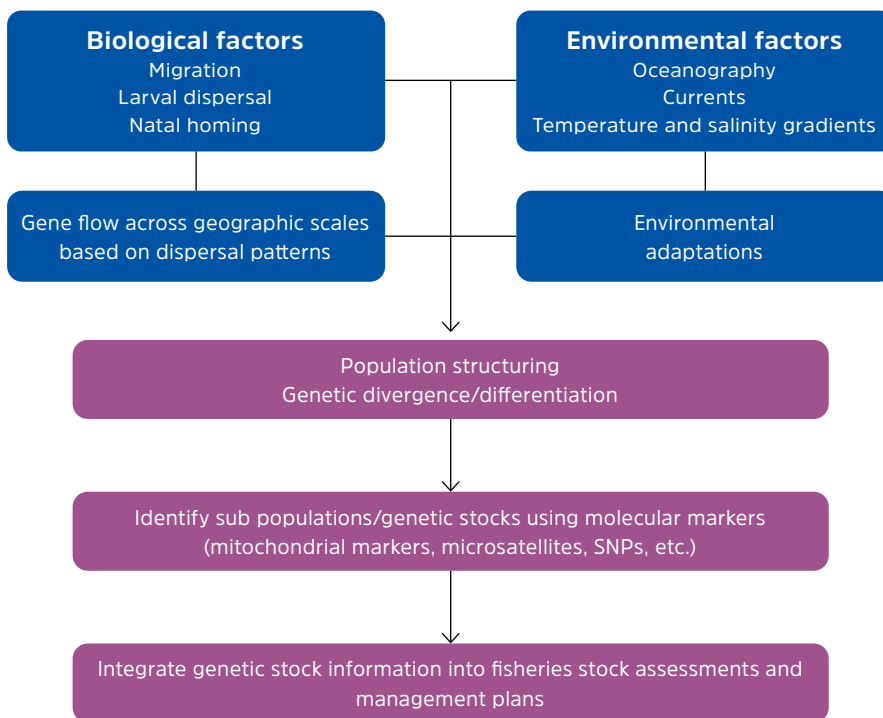 Biological factors
Migration
Larval dispersal
Natal homing
Environmental factors
Oceanography
Currents
Temperature and salinity gradients
Gene flow across geographic scales
based on dispersal patterns
Environmental
adaptations
Population structuring
Genetic divergence/differentiation
Identify sub populations/genetic stocks using molecular markers
(mitochondrial markers, microsatellites, SNPs, etc.)
Integrate genetic stock information into fisheries stock assessments and
management plans